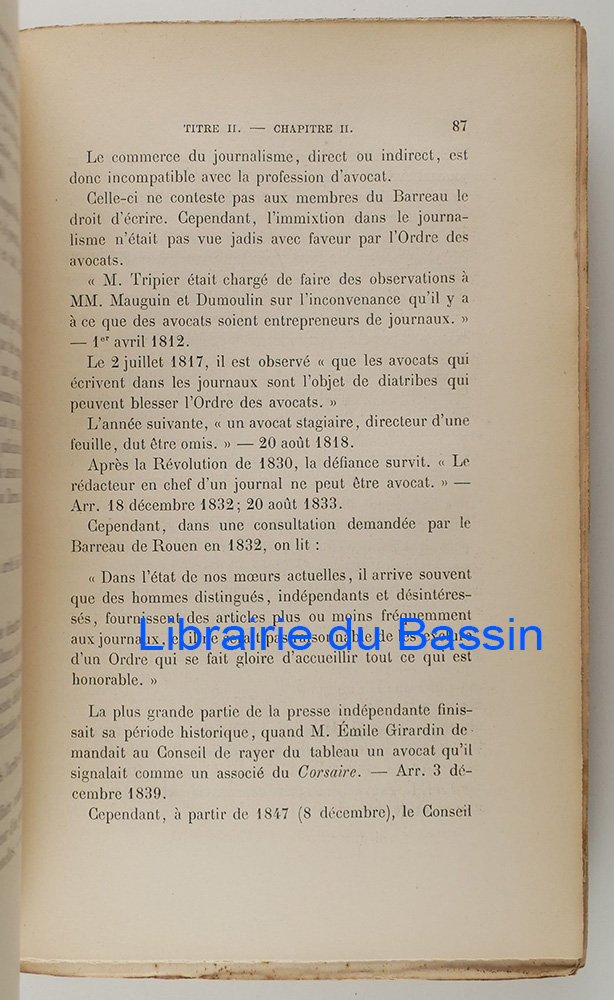 TITRE II. — CHAPITRE II. 87
Le commerce du journalisme, direct ou indirect, est
donc incompatible avec la profession d'avocat.
Celle-ci ne conteste pas aux membres du Barreau le
droit d'écrire. Cependant, l'immixtion dans le journa-
lisme n'était pas vue jadis avec faveur par l'Ordre des
avocats.
« M. Tripier était chargé de faire des observations à
MM. Mauguin et Dumoulin sur l'inconvenance qu'il y a
à ce que des avocats soient entrepreneurs de journaux. »
— 1er avril 1812.
Le 2 juillet 1817, il est observé « que les avocats qui
écrivent dans les journaux sont l'objet de diatribes qui
peuvent blesser l'Ordre des avocats. »
L'année suivante, « un avocat stagiaire, directeur d'une
feuille, dut être omis. » — 20 août 1818.
Après la Révolution de 1830, la défiance survit. « Le
rédacteur en chef d'un journal ne peut être avocat. » —
Arr. 18 décembre 1832; 20 août 1833.
Cependant, dans une consultation demandée par le
Barreau de Rouen en 1832, on lit :
« Dans l'état de nos mœurs actuelles, il arrive souvent
que des hommes distingués, indépendants et désintéres-
sés, fournissent des articles plus ou moins fréquemment
aux journaux, et il ne serait pas raisonnable de les exclure
d'un Ordre qui se fait gloire d'accueillir tout ce qui est
honorable. »
La plus grande partie de la presse indépendante finis-
sait sa période historique, quand M. Émile Girardin de-
mandait au Conseil de rayer du tableau un avocat qu'il
signalait comme un associé du Corsaire. — Arr. 3 dé-
cembre 1839.
Cependant, à partir de 1847 (8 décembre), le Conseil
Librairie du Bassin